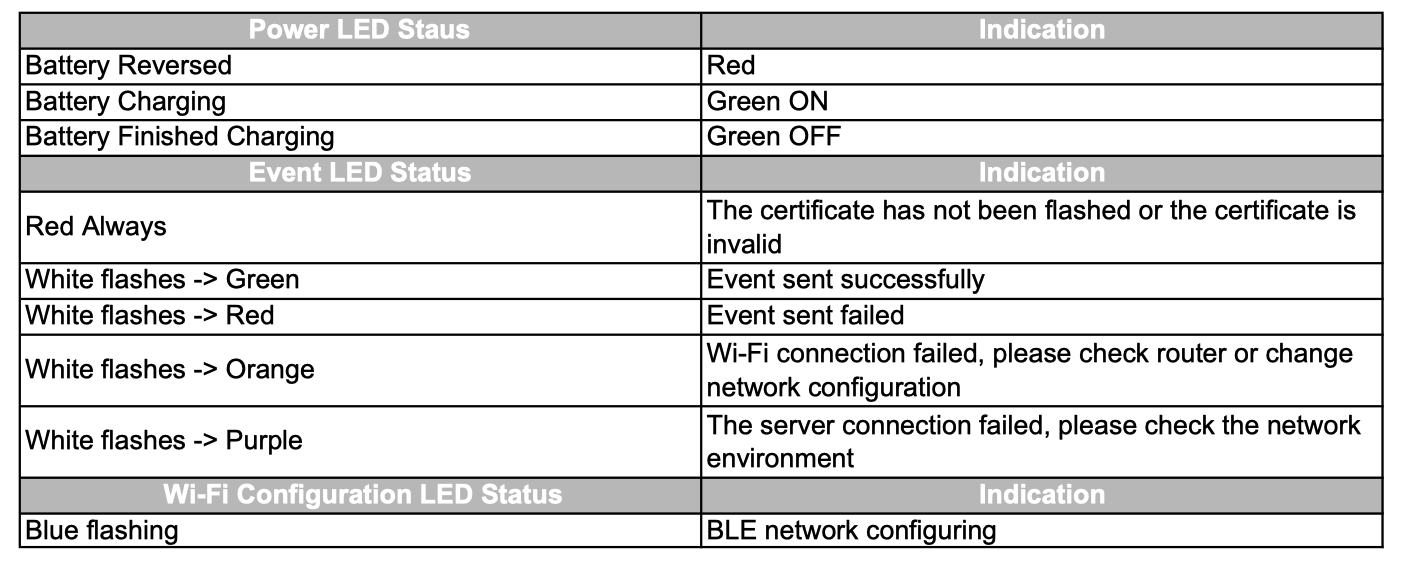 Power LED Staus Indication
Battery Reversed Red
Battery Charging Green ON
Battery Finished Charging Green OFF
Event LED Status Indication
Red Always The certificate has not been flashed or the certificate is
invalid
White flashes -> Green Event sent successfully
White flashes -> Red Event sent failed
White flashes -> Orange Wi-Fi connection failed, please check router or change
network configuration
White flashes -> Purple The server connection failed, please check the network
environment
Wi-Fi Configuration LED Status Indication
Blue flashing BLE network configuring